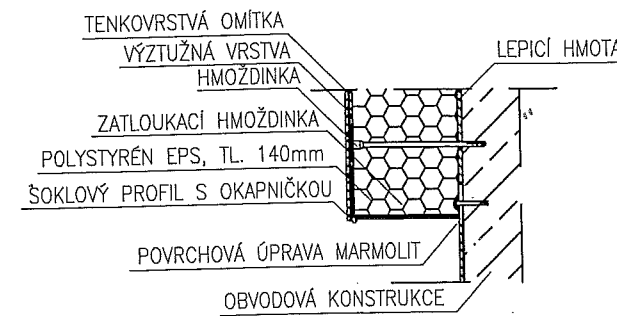 TENKOVRSTVÁ OMÍTKA
VÝZTUŽNÁ VRSTVA
LEPICÍ HMOTA
HMOŽDINKA
ZATLOUKACÍ HMOŽDINKA
POLYSTYRÉN EPS, TL. 140mm
SOKLOVÝ PROFIL S OKAPNIČKOU
POVRCHOVÁ ÚPRAVA MARMOLIT
OBVODOVÁ KONSTRUKCE